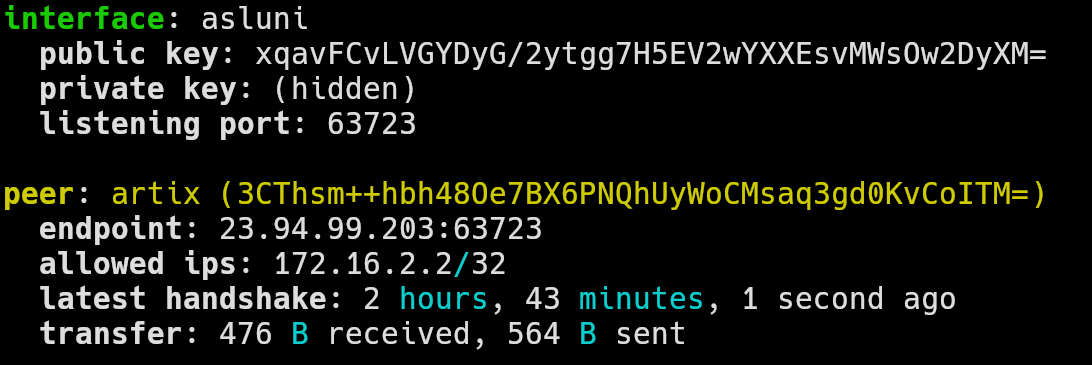 interface: asluni
public key: xqavFCvLVGYDyG/2ytgg7H5EV2wYXXEsvMWsOw2DyXM=
private key: (hidden)
listening port: 63723
peer: artix (3CThsm++hbh48Oe7BX6PNQhUyWoCMsaq3gd0KvCoITM=)
endpoint: 23.94.99.203:63723
allowed ips: 172.16.2.2/32
latest handshake: 2 hours, 43 minutes, 1 second ago
transfer: 476 B received, 564 B sent